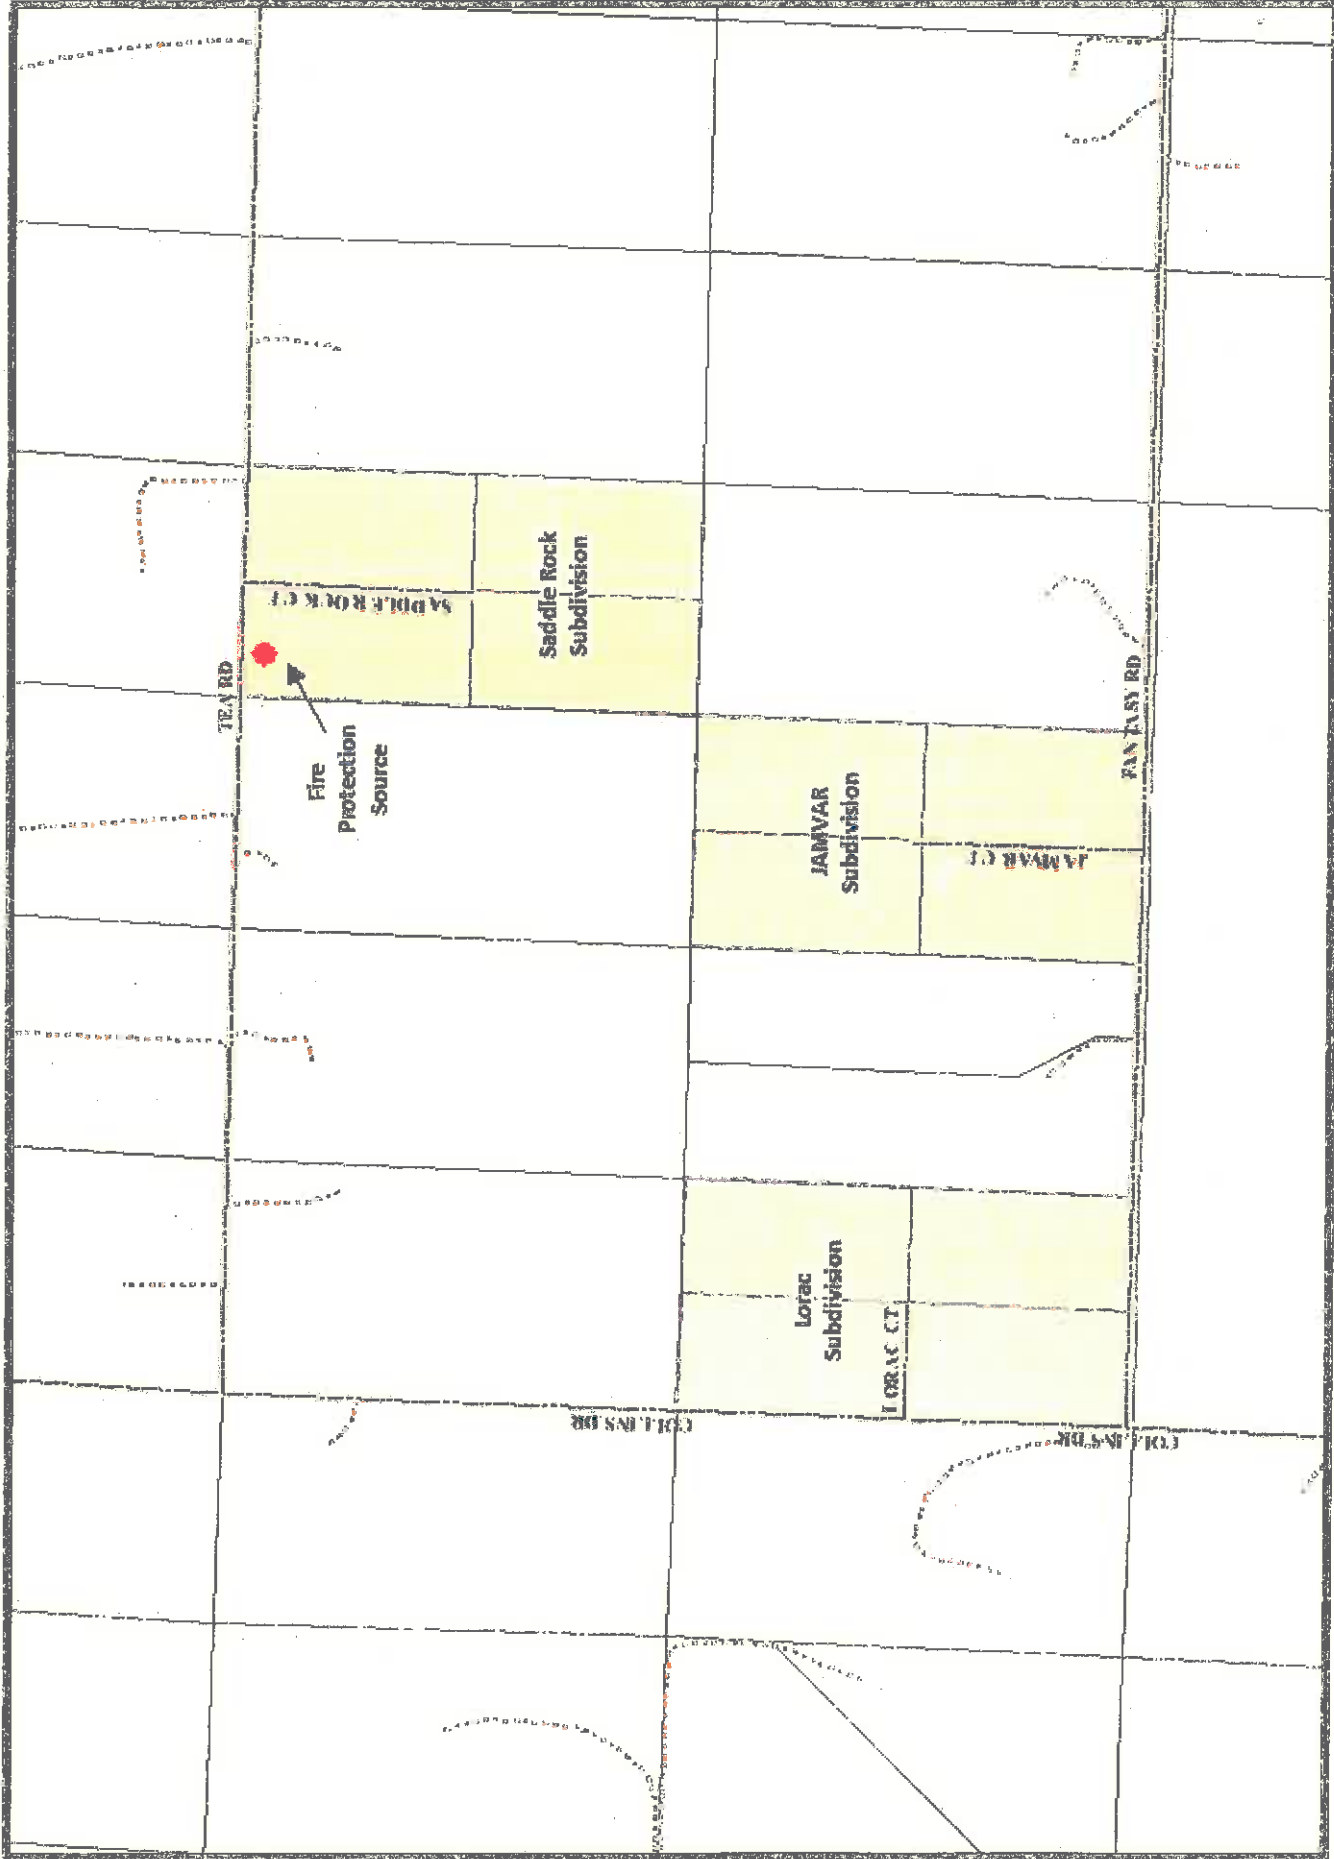 TEA RD
SADDLE ROCK CT
Saddle Rock
Subdivision
Fire
Protection
Source
FANTASY RD
JAMVAR
Subdivision
JAMVAR CT
Lorac
Subdivision
LORAC CT
COLLINS DR
COLLINS DR